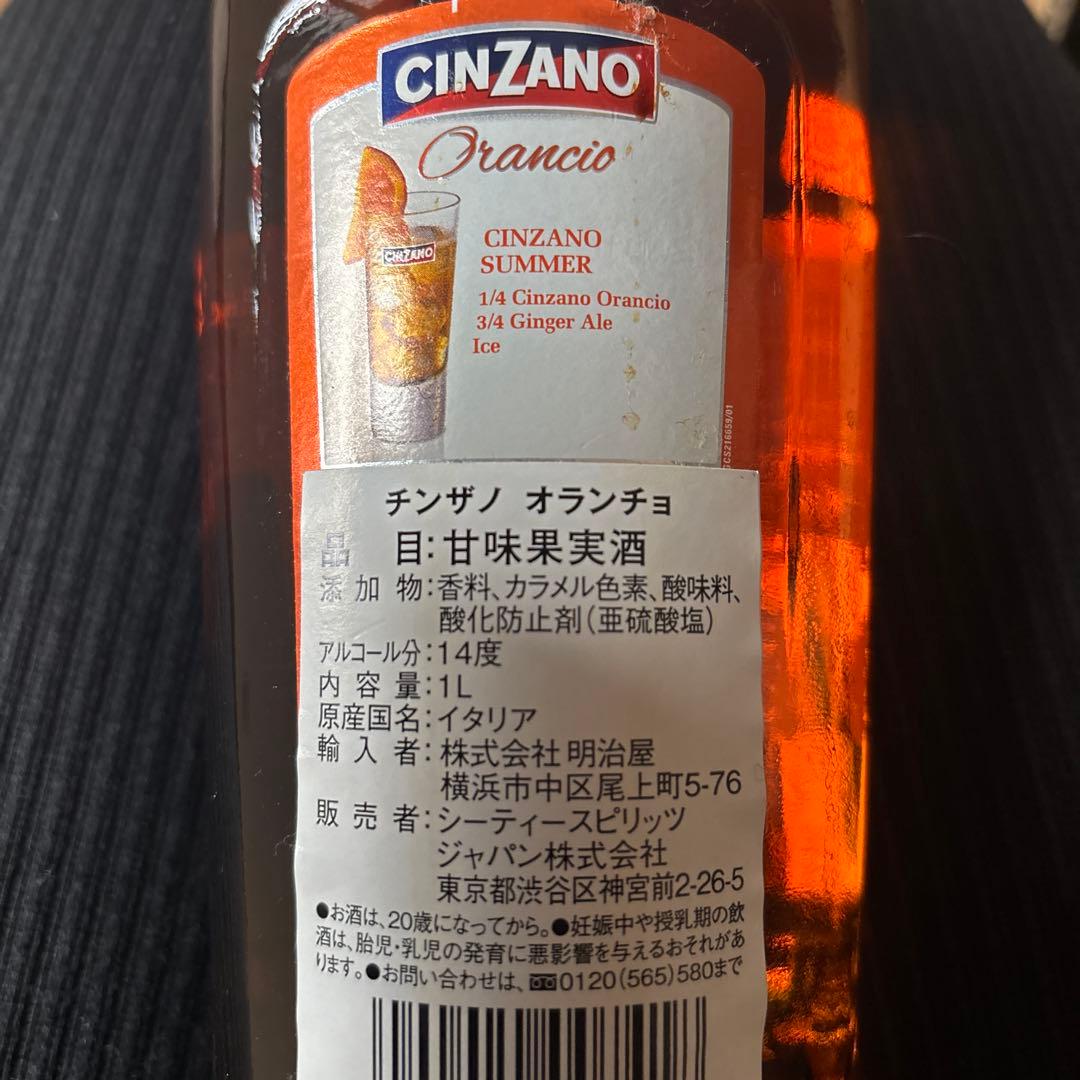 CINZANO
Orancio
CINZANO
CINZANO
SUMMER
1/4 Cinzano Orancio
3/4 Ginger Ale
Ice
GCS216659/01
チンザノ オランチョ
品 目:甘味果実酒
添加物:香料、カラメル色素、酸味料、
酸化防止剤(亜硫酸塩)
アルコール分:14度
内容量:1L
原産国名:イタリア
輸入者:株式会社 明治屋
横浜市中区尾上町5-76
販売者:シーティースピリッツ
ジャパン株式会社
東京都渋谷区神宮前2-26-5
●お酒は、20歳になってから。●妊娠中や授乳期の飲
酒は、胎児・乳児の発育に悪影響を与えるおそれがあ
ります。●お問い合わせは、0120(565)580まで